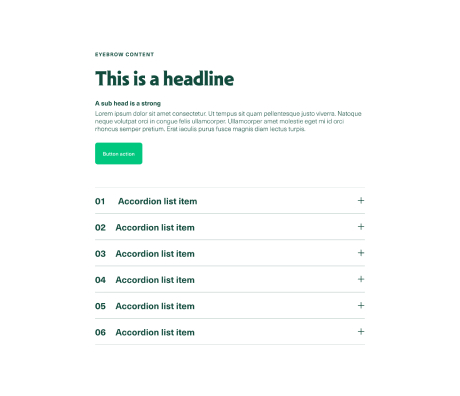 EYEBROW CONTENT
This is a headline
A sub head is a strong
Lorem ipsum dolor sit amet consectetur. Ut tempus sit quam pellentesque justo viverra. Natoque
neque volutpat orci in congue felis ullamcorper. Ullamcorper amet molestie eget mi id orci
rhoncus semper pretium. Erat iaculis purus fusce magnis diam lectus turpis.
Button action
01 Accordion list item +
02 Accordion list item +
03 Accordion list item +
04 Accordion list item +
05 Accordion list item +
06 Accordion list item +